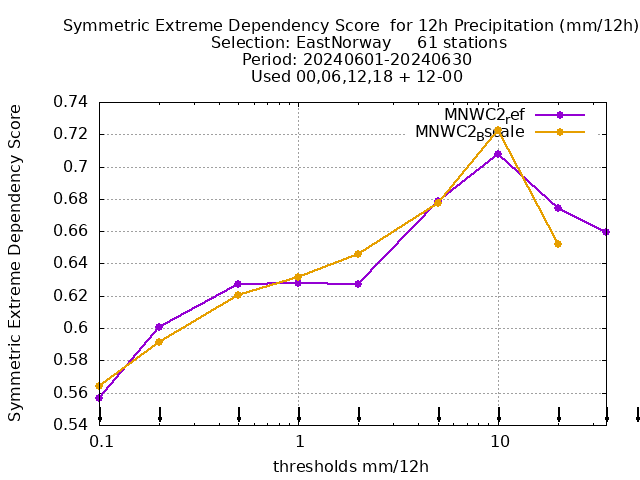 Symmetric Extreme Dependency Score  for 12h Precipitation (mm/12h)
Selection: EastNorway     61 stations
Period: 20240601-20240630
Used 00,06,12,18 + 12-00
Symmetric Extreme Dependency Score
0.74
0.72
0.7
0.68
0.66
0.64
0.62
0.6
0.58
0.56
0.54
MNWC2ref
MNWC2Bscale
0.1
1
10
thresholds mm/12h